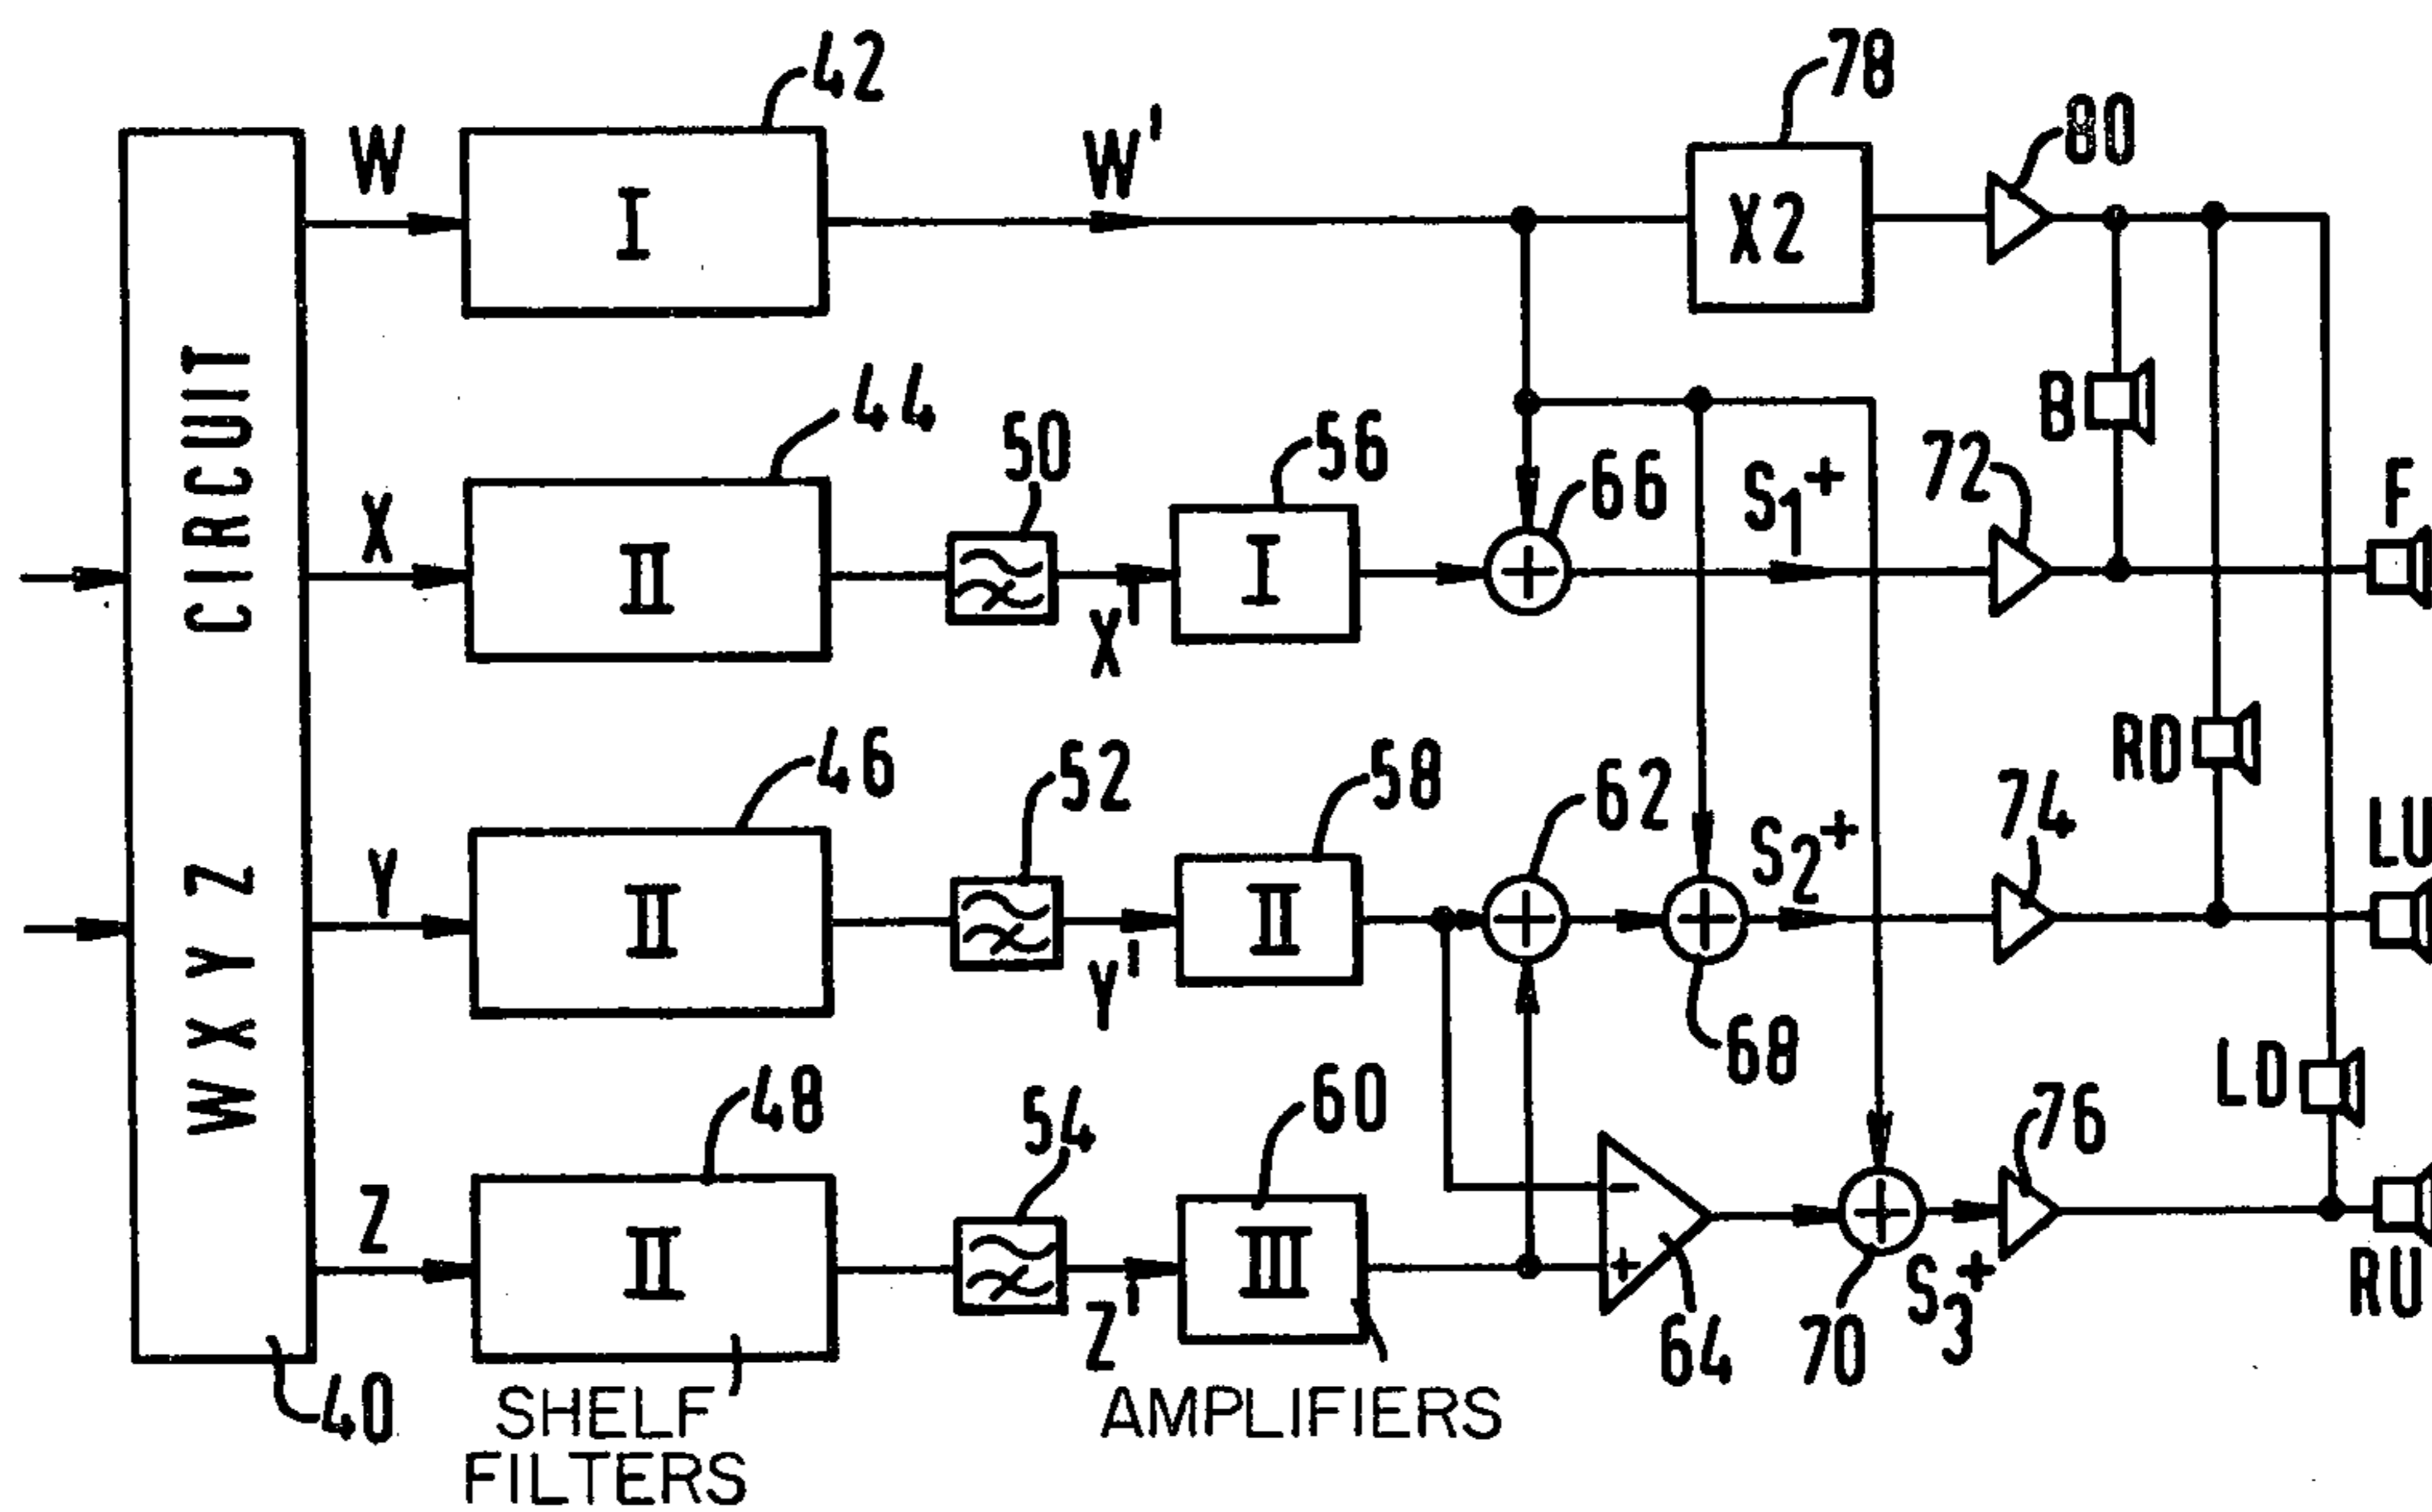 42
78
80
W
I
W'
X2
CIRCUIT
44
50
56
66
S1+
72
B
F
X
II
X'
I
RD
46
52
58
62
S2+
74
LU
Y
II
Y'
II
68
WXYZ
48
54
60
LD
76
Z
II
Z'
III
-
+
64
70
S3+
RU
40
SHELF
FILTERS
AMPLIFIERS